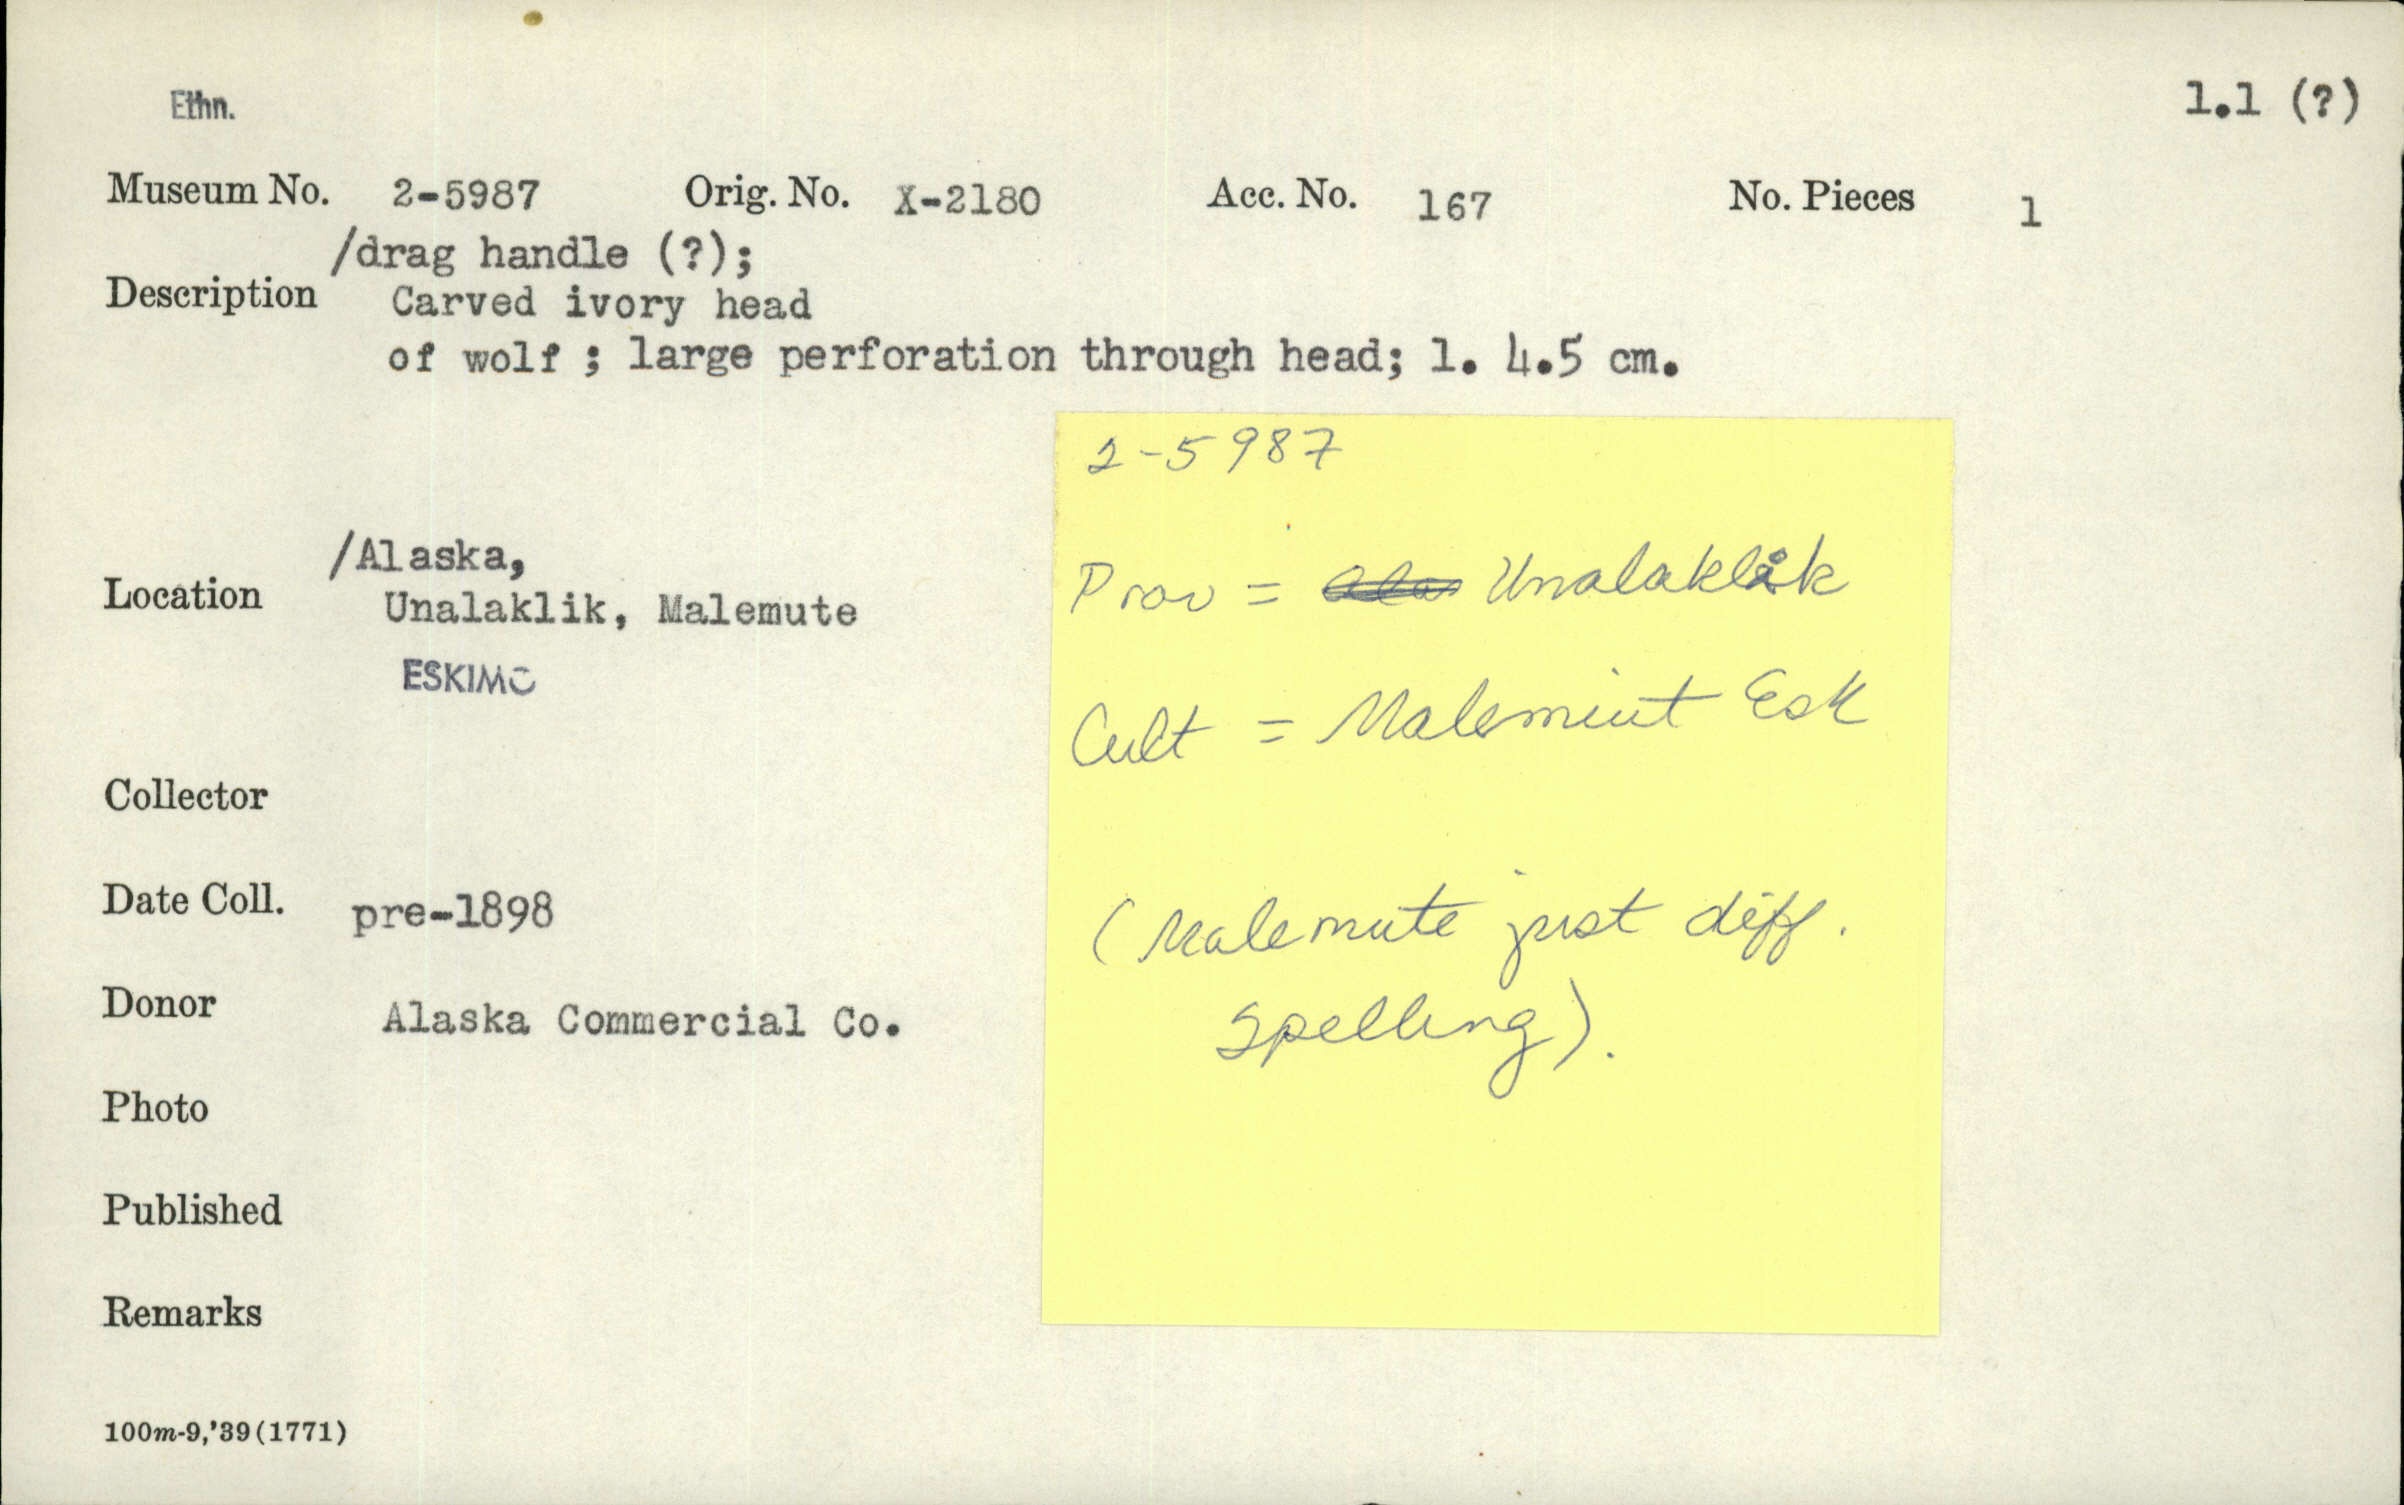 Ethn.
1.1 (?)
Museum No. 2-5987 Orig. No. X-2180 Acc. No. 167 No. Pieces 1
/drag handle (?);
Description Carved ivory head
of wolf ; large perforation through head; l. 4.5 cm.
/Alaska,
Location Unalaklik, Malemute
ESKIMO
Collector
Date Coll. pre-1898
Donor Alaska Commercial Co.
Photo
Published
Remarks
100m-9,'39(1771)
2-5987
Prov = Unalaklik
Cult = Malemiut Esk
(Malemute just diff.
spelling).